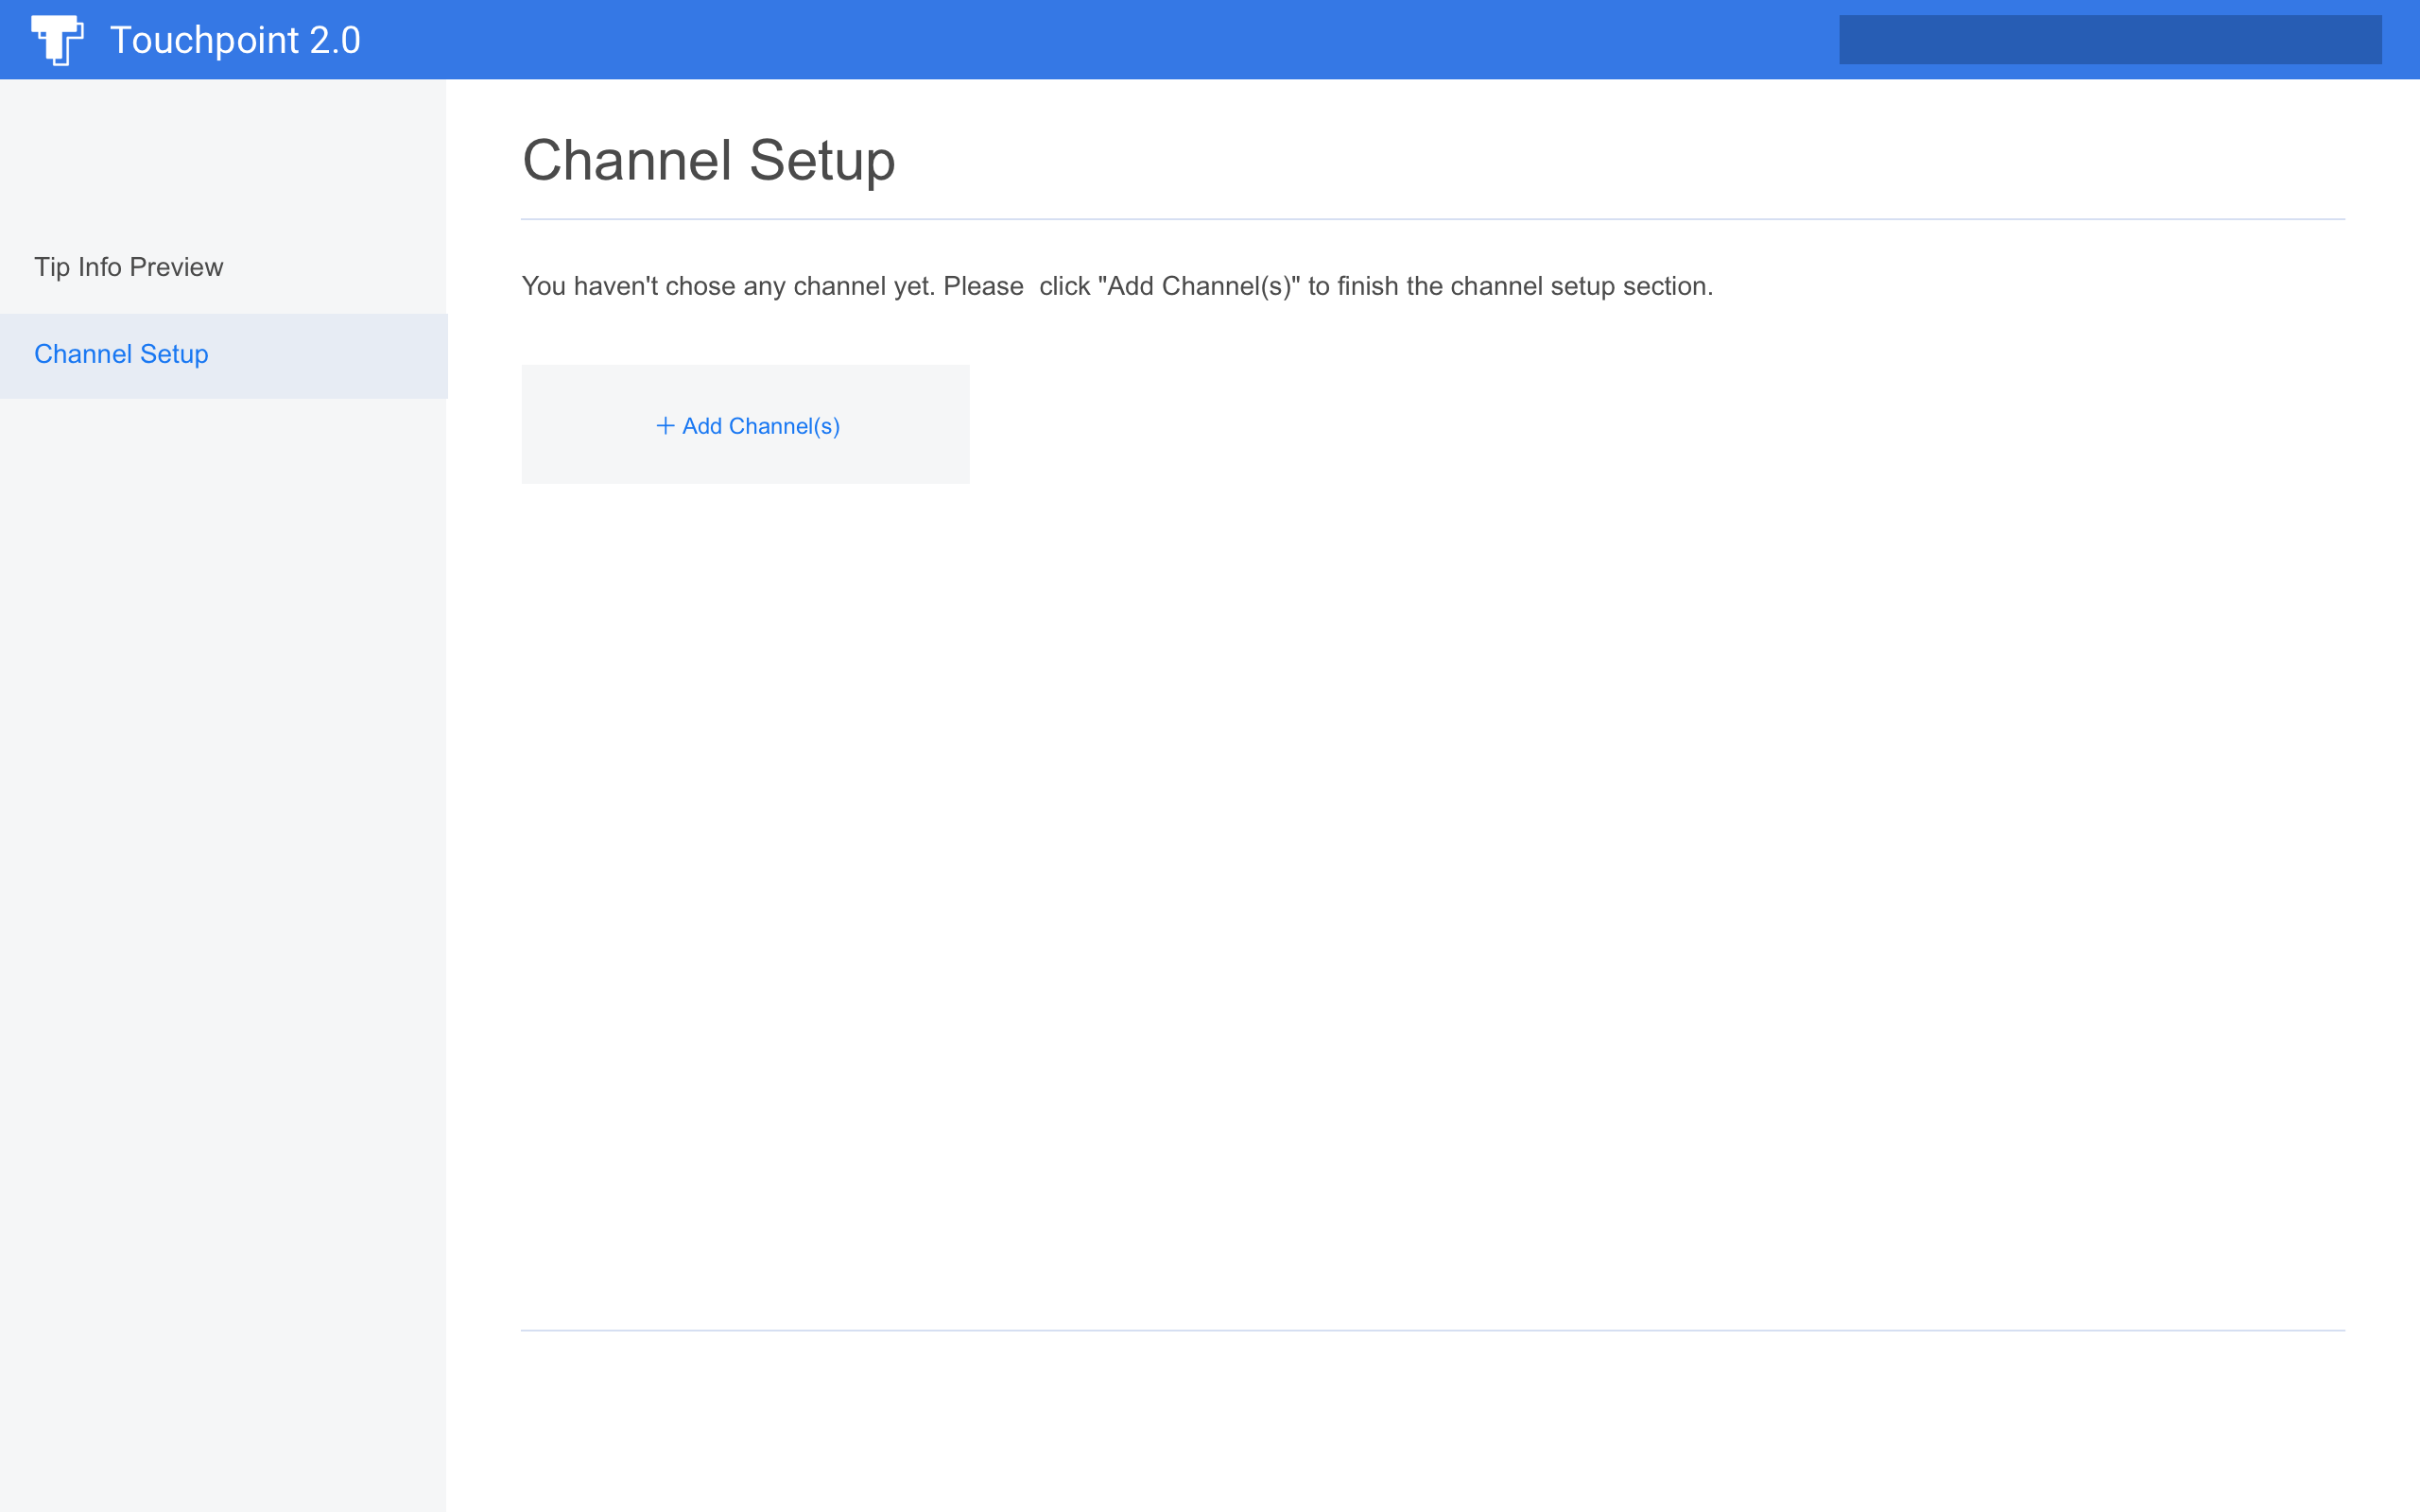 Touchpoint 2.0
Channel Setup
Tip Info Preview
You haven't chose any channel yet. Please  click "Add Channel(s)" to finish the channel setup section.
Channel Setup
+ Add Channel(s)